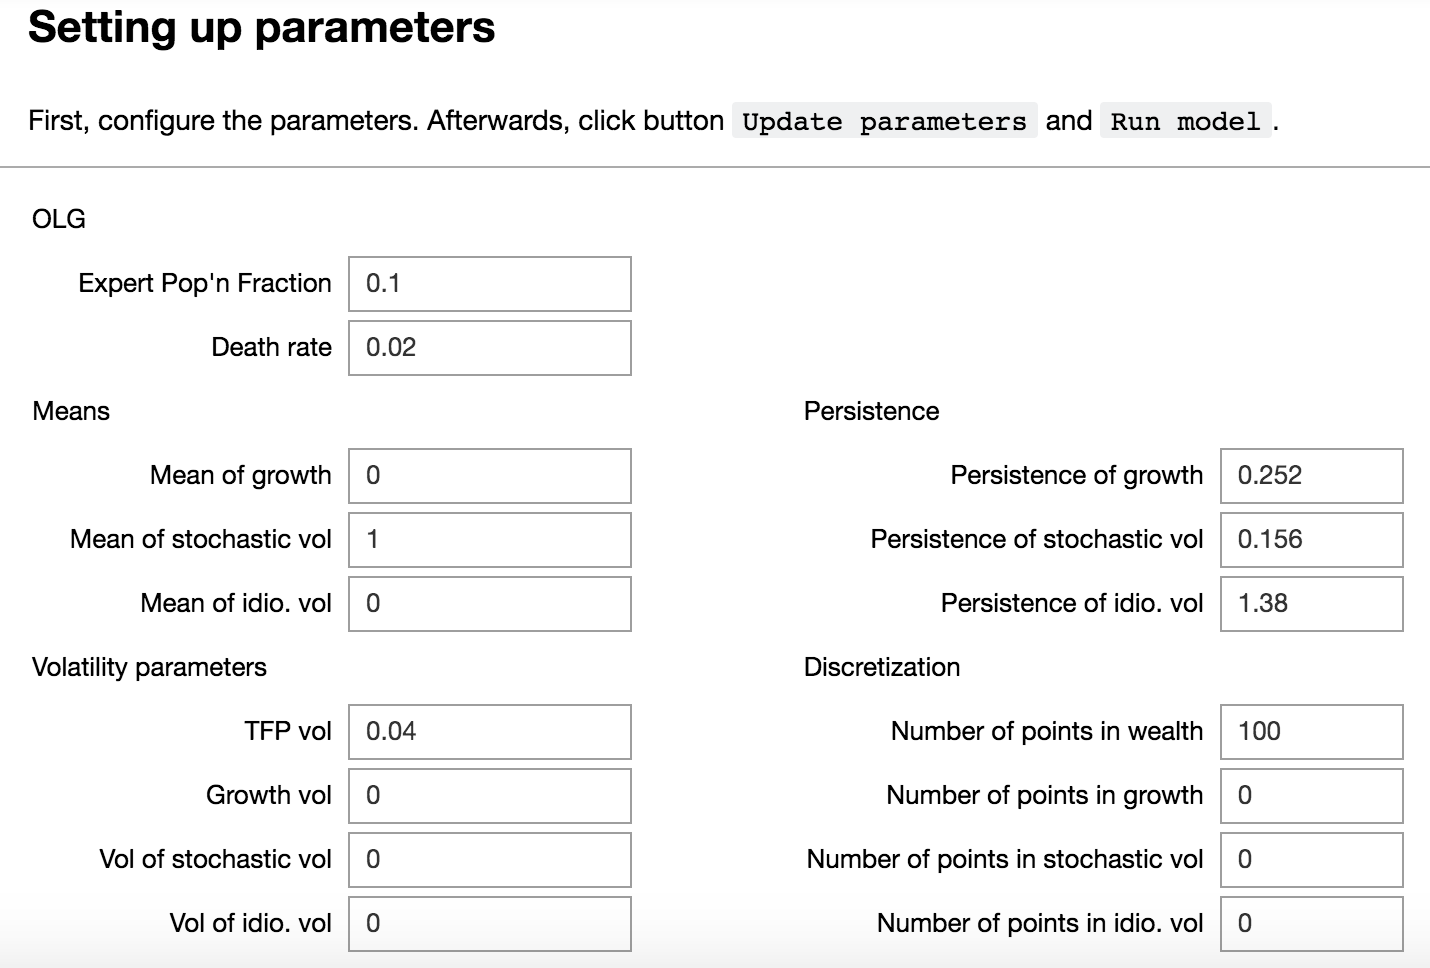 Setting up parameters
First, configure the parameters. Afterwards, click button Update parameters and Run model.
OLG
Expert Pop'n Fraction 0.1
Death rate 0.02
Means
Mean of growth 0
Mean of stochastic vol 1
Mean of idio. vol 0
Persistence
Persistence of growth 0.252
Persistence of stochastic vol 0.156
Persistence of idio. vol 1.38
Volatility parameters
TFP vol 0.04
Growth vol 0
Vol of stochastic vol 0
Vol of idio. vol 0
Discretization
Number of points in wealth 100
Number of points in growth 0
Number of points in stochastic vol 0
Number of points in idio. vol 0